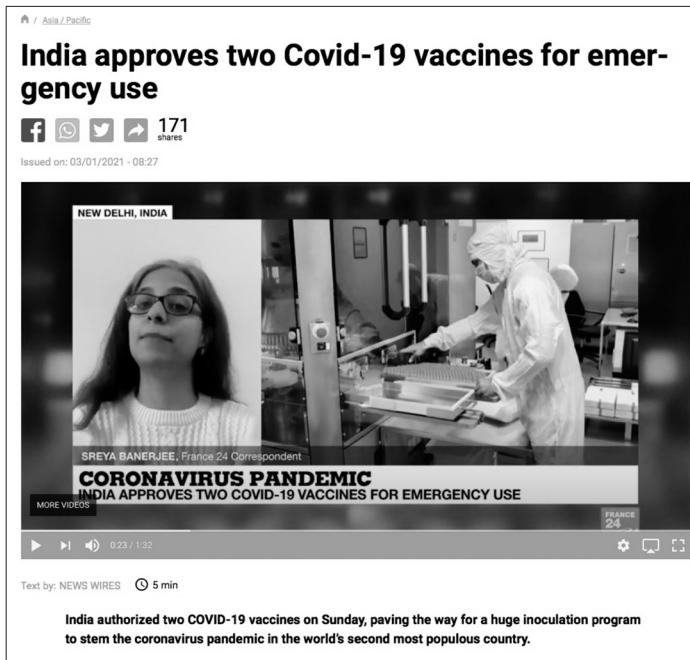 / Asia / Pacific
India approves two Covid-19 vaccines for emer-
gency use
171
shares
Issued on: 03/01/2021 - 08:27
NEW DELHI, INDIA
SREYA BANERJEE, France 24 Correspondent
CORONAVIRUS PANDEMIC
INDIA APPROVES TWO COVID-19 VACCINES FOR EMERGENCY USE
MORE VIDEOS
FRANCE
24
0:23 / 1:32
Text by: NEWS WIRES 5 min
India authorized two COVID-19 vaccines on Sunday, paving the way for a huge inoculation program
to stem the coronavirus pandemic in the world's second most populous country.